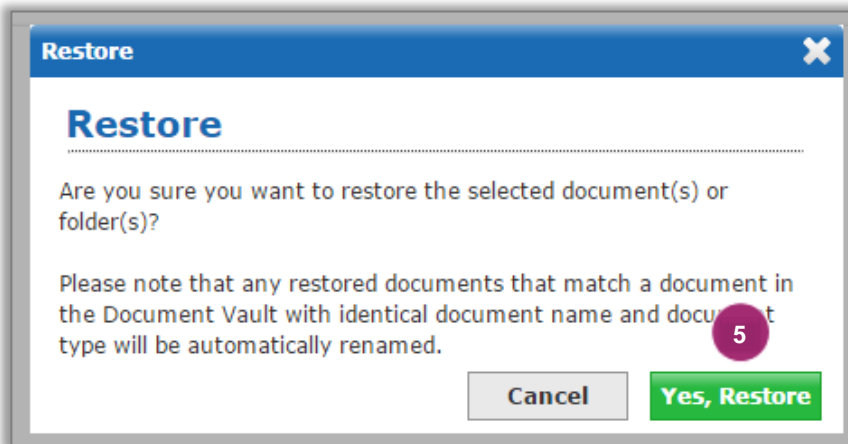 Restore
Restore
Are you sure you want to restore the selected document(s) or
folder(s)?
Please note that any restored documents that match a document in
the Document Vault with identical document name and document
type will be automatically renamed.
5
Cancel
Yes, Restore